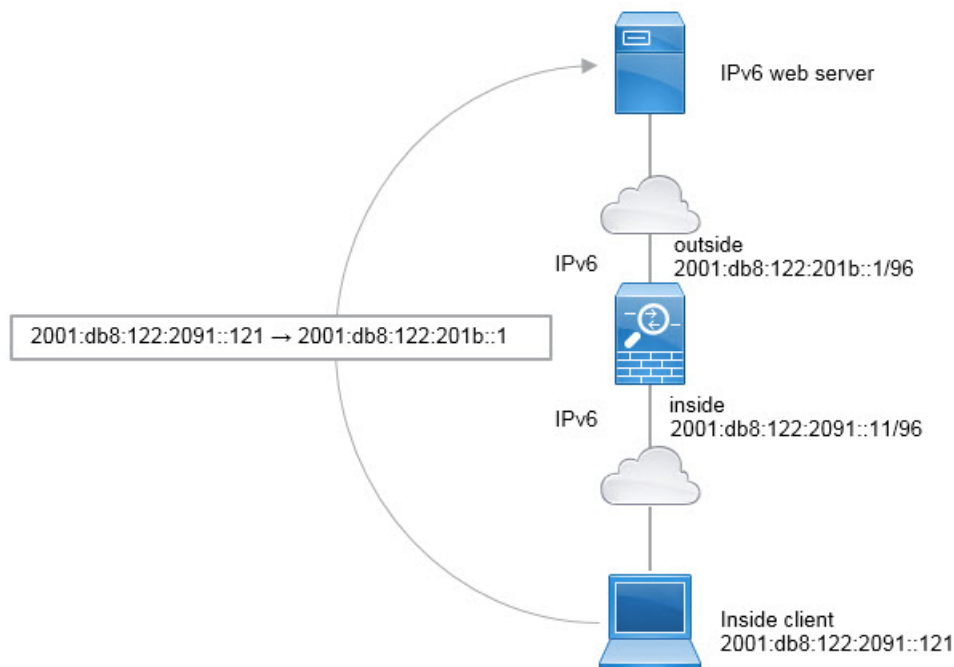 IPv6 web server
outside
IPv6
2001:db8:122:201b::1/96
2001:db8:122:2091::121 → 2001:db8:122:201b::1
inside
IPv6
2001:db8:122:2091::11/96
Inside client
2001:db8:122:2091::121